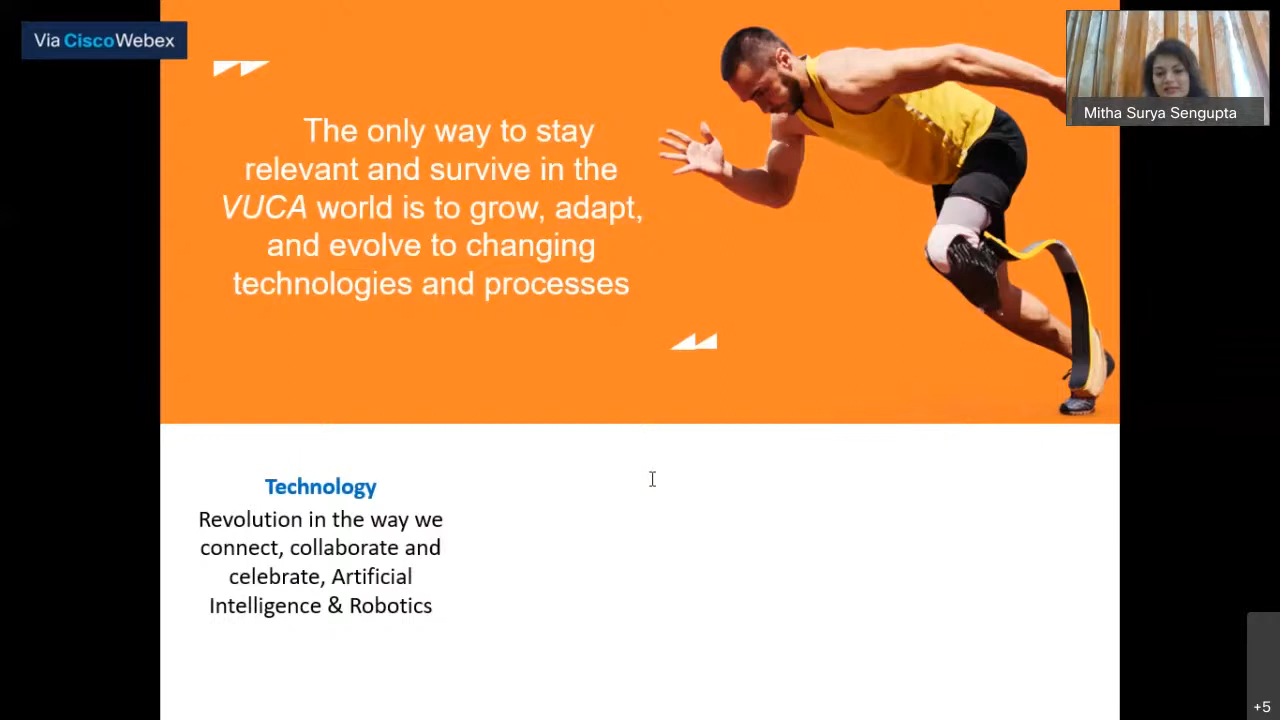 Via CiscoWebex
Mitha Surya Sengupta
The only way to stay
relevant and survive in the
VUCA world is to grow, adapt,
and evolve to changing
technologies and processes
Technology
Revolution in the way we
connect, collaborate and
celebrate, Artificial
Intelligence & Robotics
+5